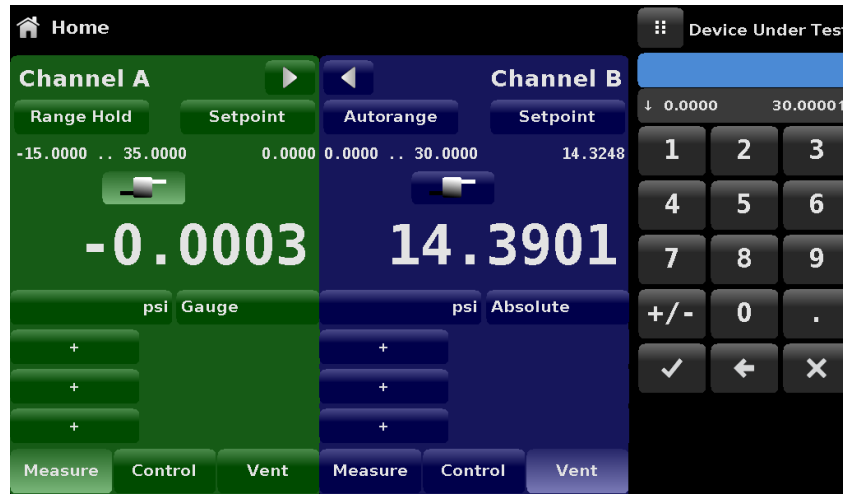 Home
Channel A
Range Hold Setpoint
-15.0000 .. 35.0000 0.0000
-0.0003
psi Gauge
+
+
+
Measure Control Vent
Channel B
Autorange Setpoint
0.0000 .. 30.0000 14.3248
14.3901
psi Absolute
+
+
+
Measure Control Vent
Device Under Test
↓ 0.0000 30.00001
1 2 3
4 5 6
7 8 9
+/- 0 .